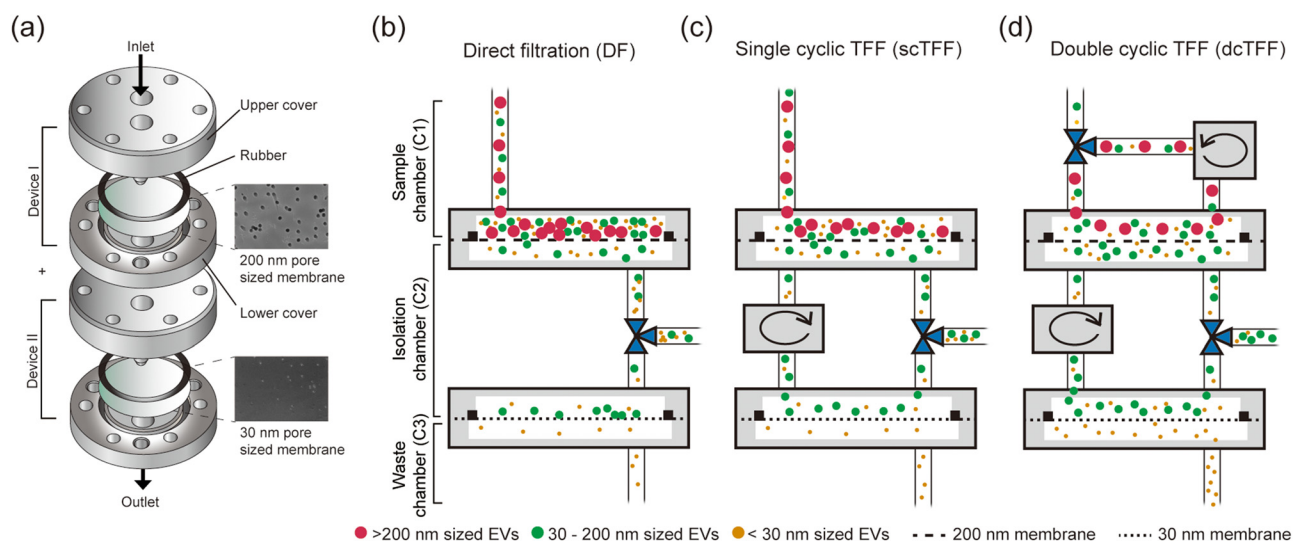 (a)
Inlet
Upper cover
Rubber
Device I
200 nm pore
sized membrane
+
Lower cover
Device II
30 nm pore
sized membrane
Outlet
(b)
Direct filtration (DF)
Sample
chamber (C1)
Isolation
chamber (C2)
Waste
chamber (C3)
(c)
Single cyclic TFF (scTFF)
(d)
Double cyclic TFF (dcTFF)
>200 nm sized EVs
30 - 200 nm sized EVs
< 30 nm sized EVs
200 nm membrane
30 nm membrane